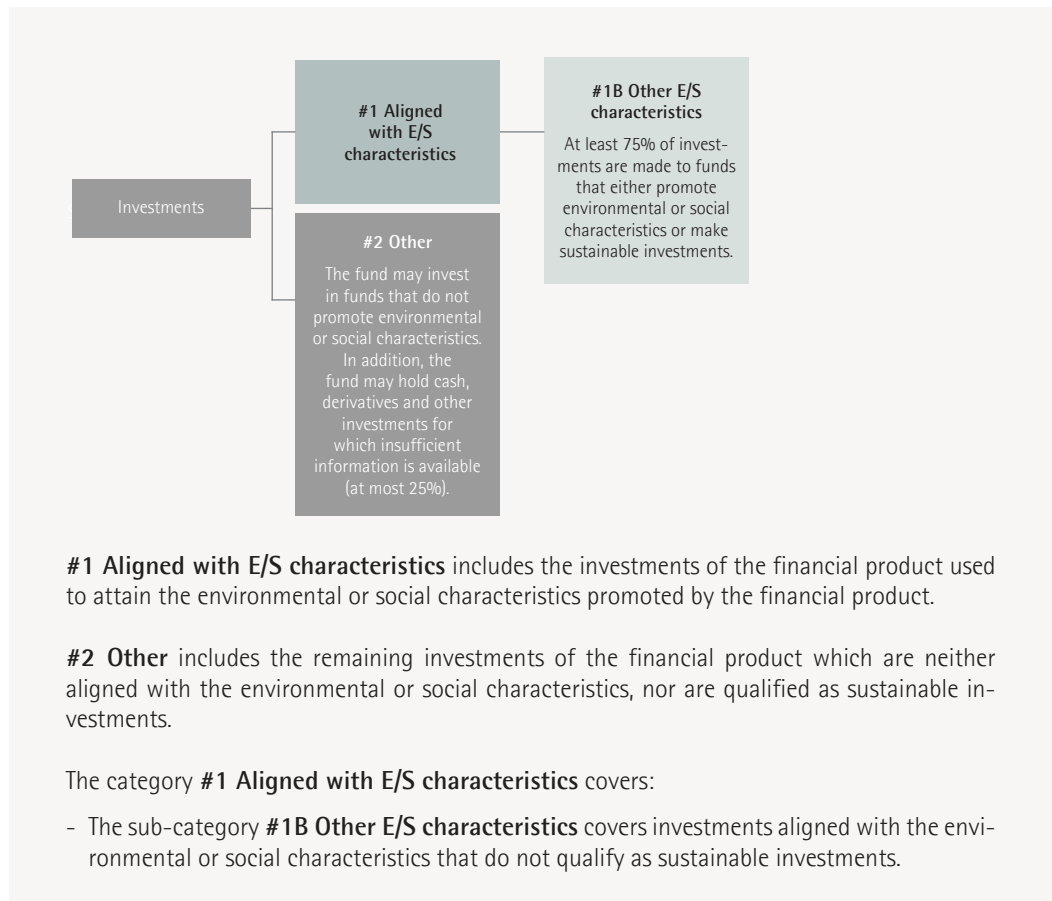 Investments
#1 Aligned
with E/S
characteristics
#1B Other E/S
characteristics
At least 75% of invest-
ments are made to funds
that either promote
environmental or social
characteristics or make
sustainable investments.
#2 Other
The fund may invest
in funds that do not
promote environmental
or social characteristics.
In addition, the
fund may hold cash,
derivatives and other
investments for
which insufficient
information is available
(at most 25%).
#1 Aligned with E/S characteristics includes the investments of the financial product used
to attain the environmental or social characteristics promoted by the financial product.
#2 Other includes the remaining investments of the financial product which are neither
aligned with the environmental or social characteristics, nor are qualified as sustainable in-
vestments.
The category #1 Aligned with E/S characteristics covers:
- The sub-category #1B Other E/S characteristics covers investments aligned with the envi-
ronmental or social characteristics that do not qualify as sustainable investments.